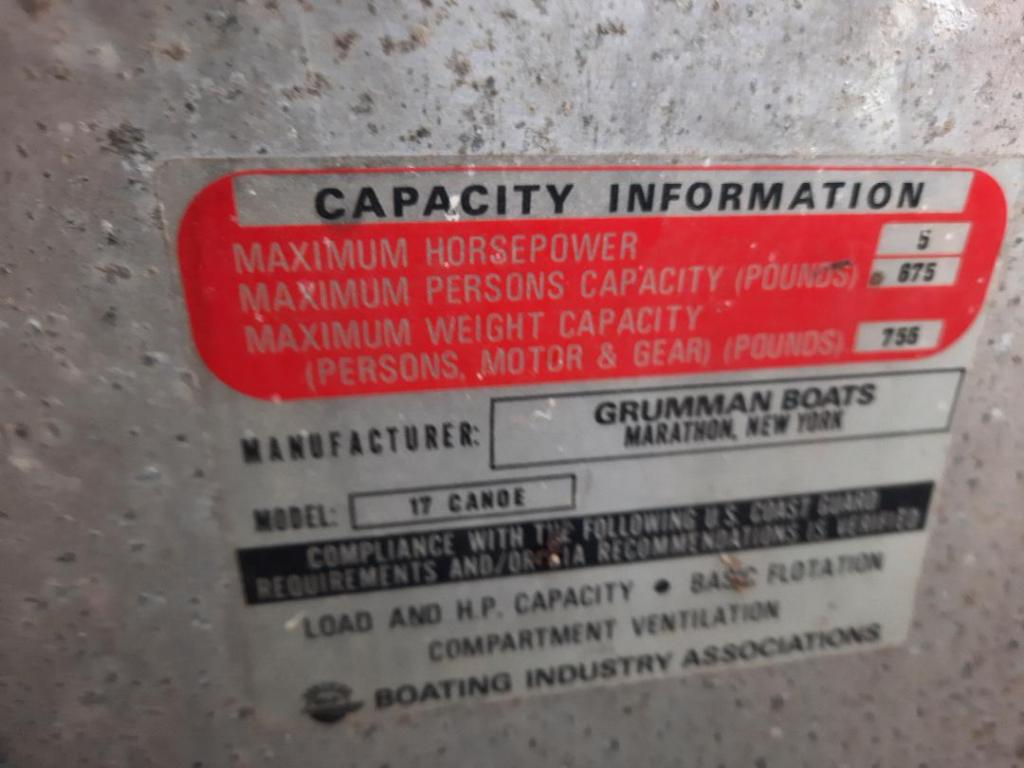 CAPACITY INFORMATION
MAXIMUM HORSEPOWER 5
MAXIMUM PERSONS CAPACITY (POUNDS) 675
MAXIMUM WEIGHT CAPACITY
(PERSONS, MOTOR & GEAR) (POUNDS) 755
MANUFACTURER: GRUMMAN BOATS
MARATHON, NEW YORK
MODEL: 17 CANOE
COMPLIANCE WITH THE FOLLOWING U.S. COAST GUARD
REQUIREMENTS AND/OR BIA RECOMMENDATIONS IS VERIFIED
LOAD AND H.P. CAPACITY • BASIC FLOTATION
COMPARTMENT VENTILATION
BOATING INDUSTRY ASSOCIATIONS